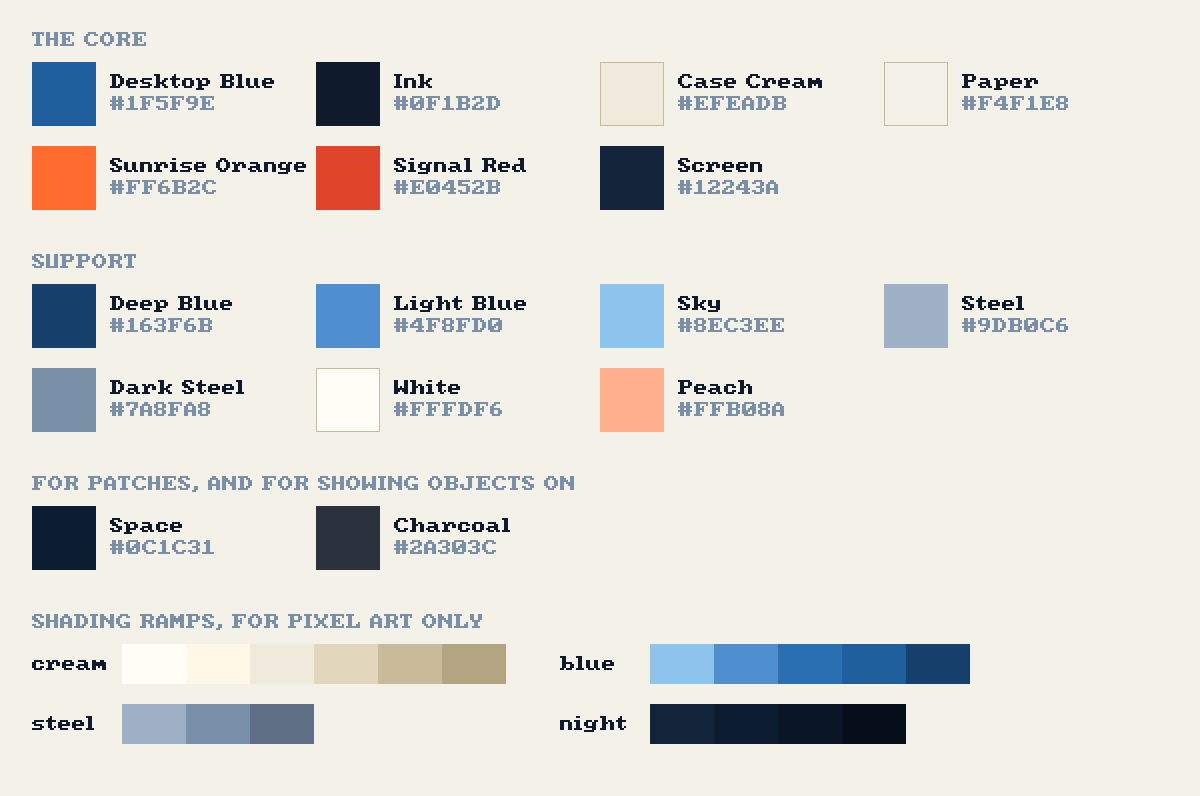 THE CORE
Desktop Blue
#1F5F9E
Ink
#0F1B2D
Case Cream
#EFEADB
Paper
#F4F1E8
Sunrise Orange
#FF6B2C
Signal Red
#E0452B
Screen
#12243A
SUPPORT
Deep Blue
#163F6B
Light Blue
#4F8FD0
Sky
#8EC3EE
Steel
#9DB0C6
Dark Steel
#7A8FA8
White
#FFFDF6
Peach
#FFB08A
FOR PATCHES, AND FOR SHOWING OBJECTS ON
Space
#0C1C31
Charcoal
#2A303C
SHADING RAMPS, FOR PIXEL ART ONLY
cream
blue
steel
night